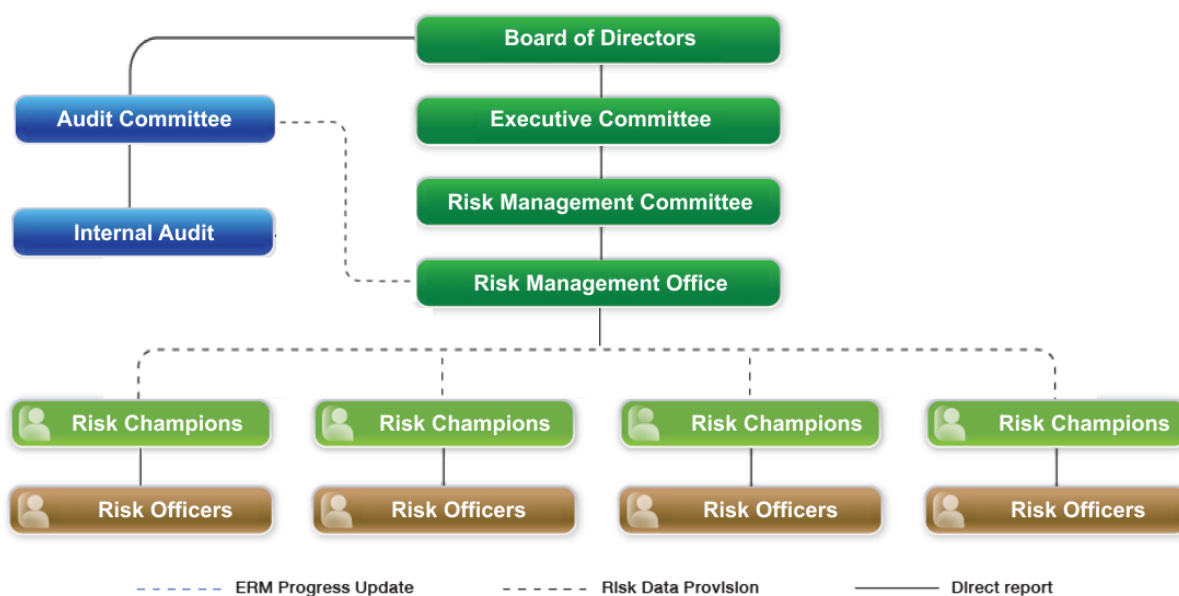 Board of Directors
Audit Committee
Executive Committee
Risk Management Committee
Internal Audit
Risk Management Office
Risk Champions
Risk Champions
Risk Champions
Risk Champions
Risk Officers
Risk Officers
Risk Officers
Risk Officers
ERM Progress Update
Risk Data Provision
Direct report